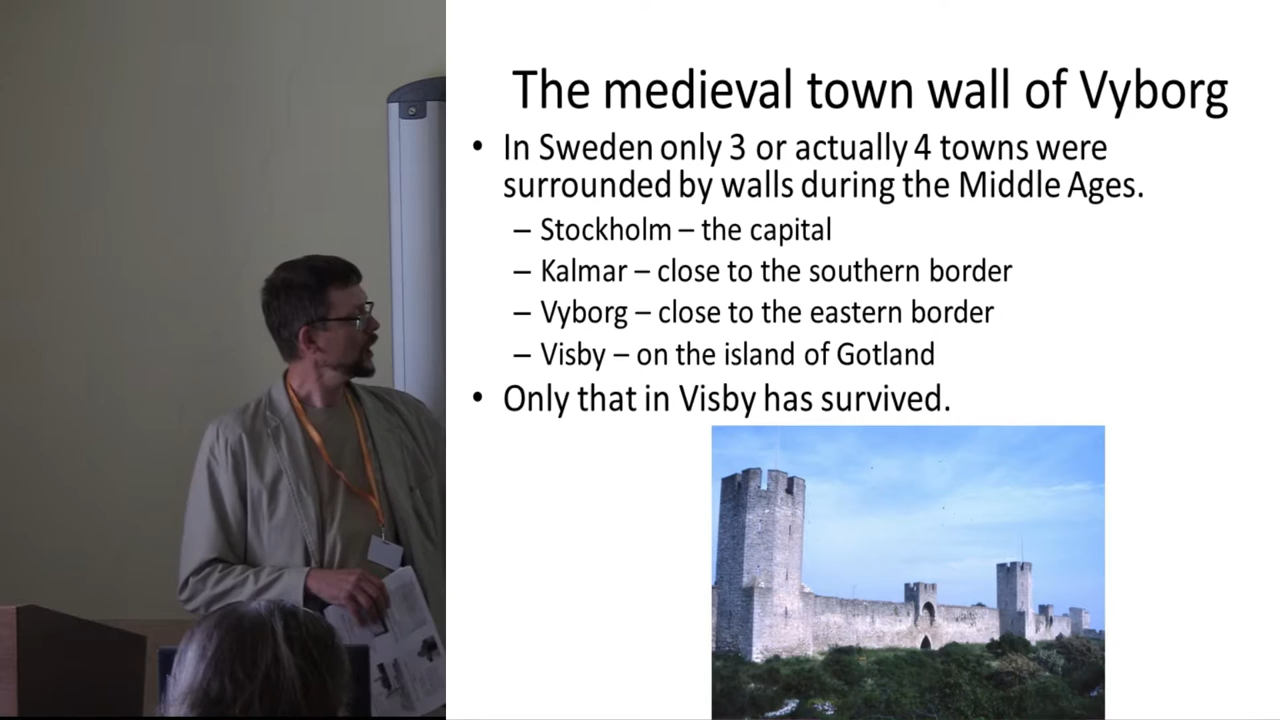 The medieval town wall of Vyborg
• In Sweden only 3 or actually 4 towns were
surrounded by walls during the Middle Ages.
– Stockholm – the capital
– Kalmar – close to the southern border
– Vyborg – close to the eastern border
– Visby – on the island of Gotland
• Only that in Visby has survived.